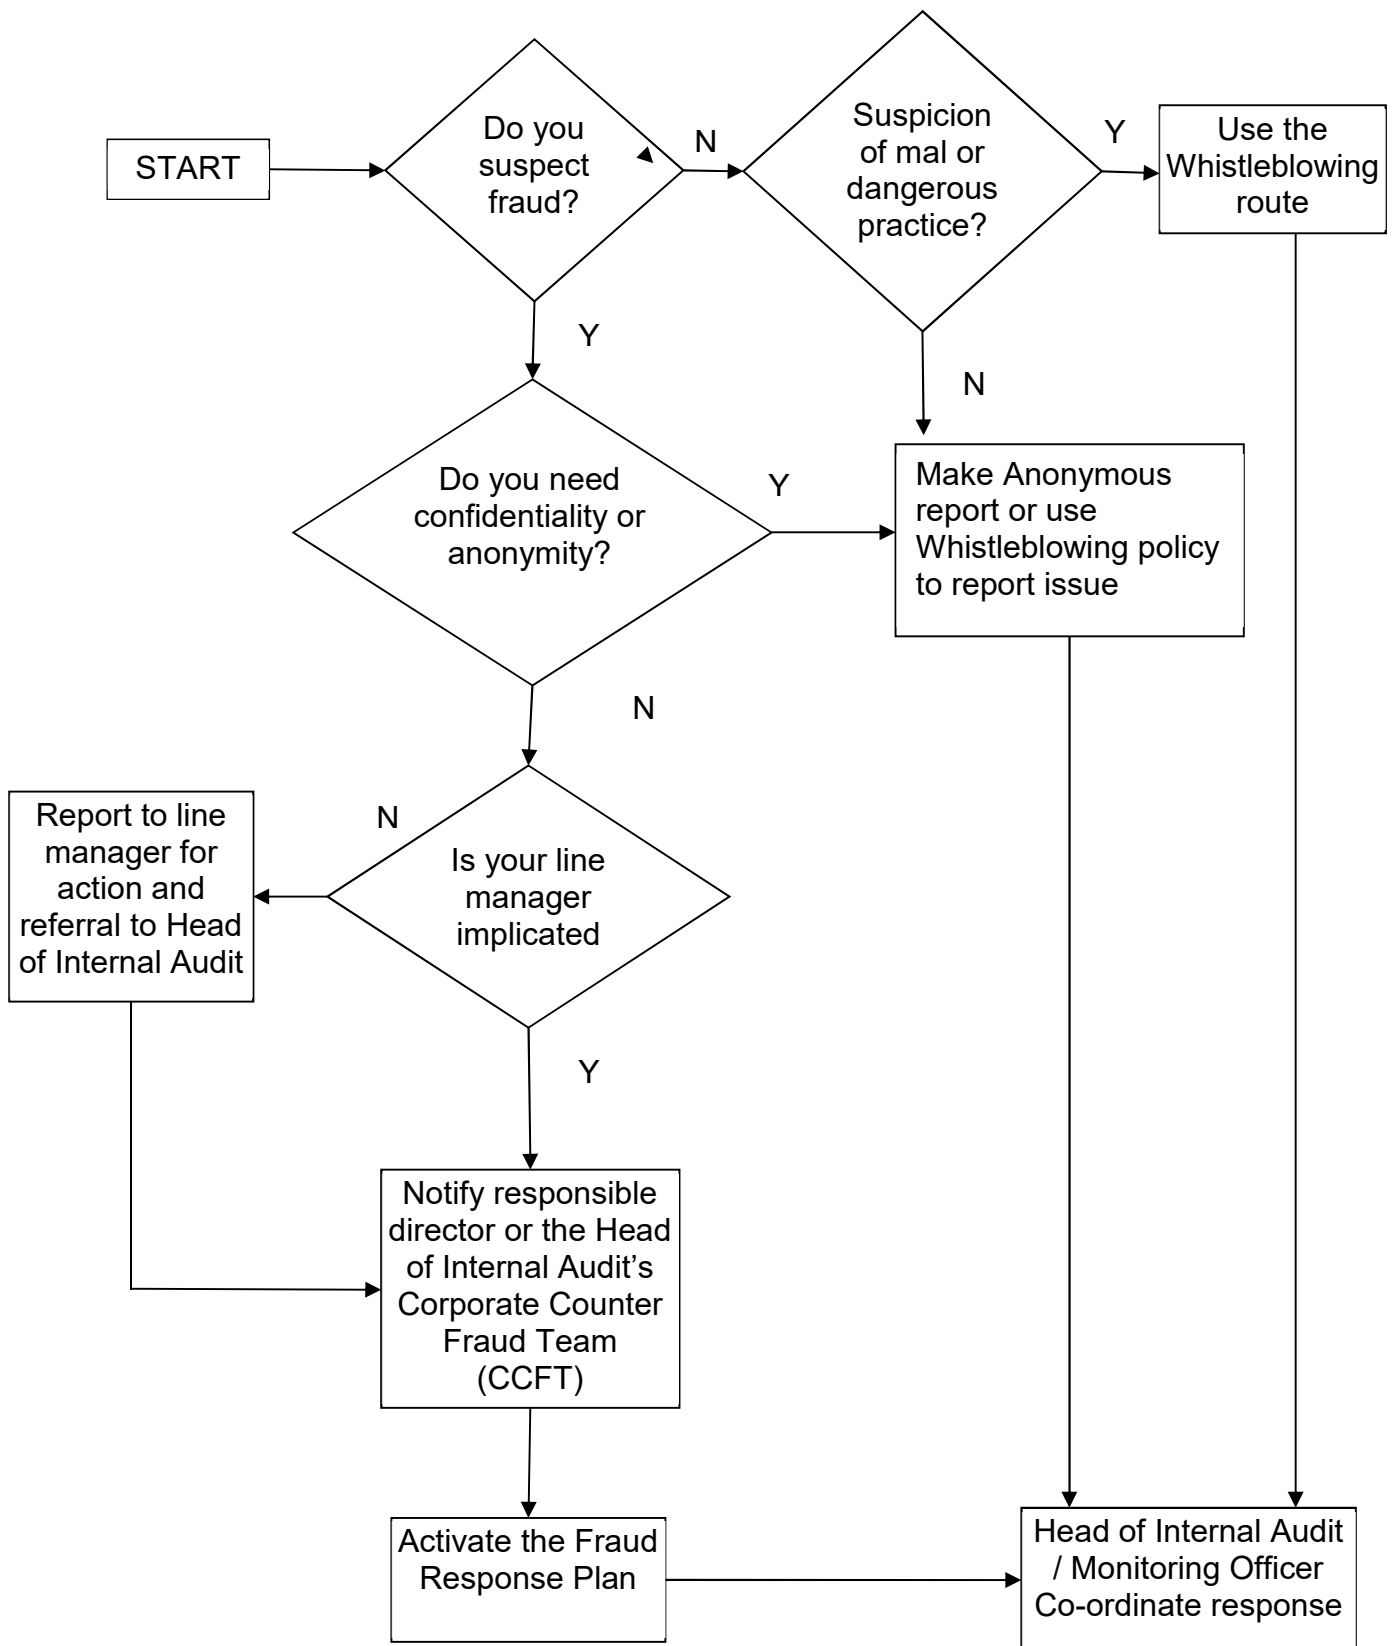 START
Do you
suspect
fraud?
N
Suspicion
of mal or
dangerous
practice?
Y
Use the
Whistleblowing
route
Y
N
Do you need
confidentiality or
anonymity?
Y
Make Anonymous
report or use
Whistleblowing policy
to report issue
N
Report to line
manager for
action and
referral to Head
of Internal Audit
N
Is your line
manager
implicated
Y
Notify responsible
director or the Head
of Internal Audit’s
Corporate Counter
Fraud Team
(CCFT)
Activate the Fraud
Response Plan
Head of Internal Audit
/ Monitoring Officer
Co-ordinate response